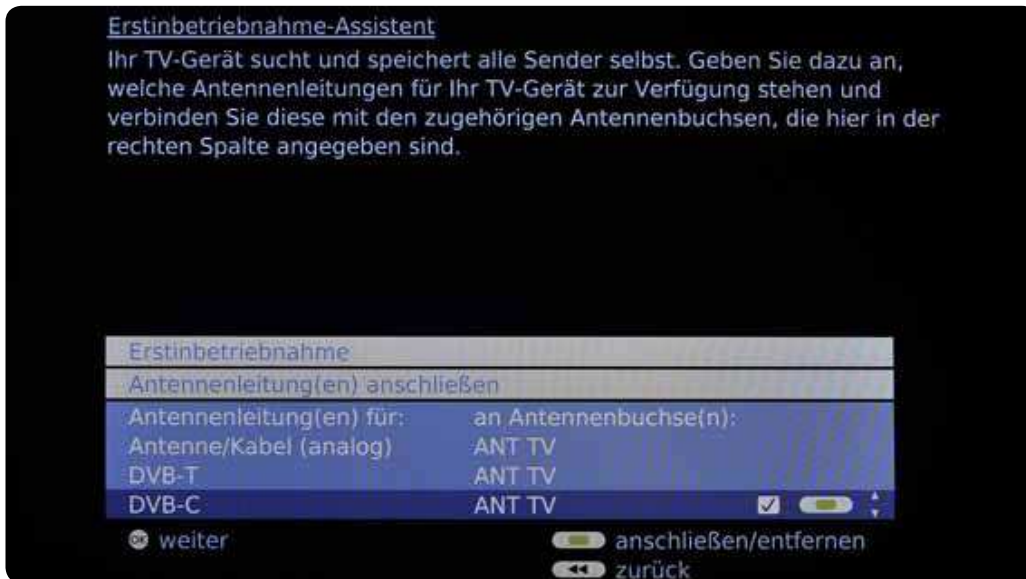 Erstinbetriebnahme-Assistent
Ihr TV-Gerät sucht und speichert alle Sender selbst. Geben Sie dazu an,
welche Antennenleitungen für Ihr TV-Gerät zur Verfügung stehen und
verbinden Sie diese mit den zugehörigen Antennenbuchsen, die hier in der
rechten Spalte angegeben sind.
Erstinbetriebnahme
Antennenleitung(en) anschließen
Antennenleitung(en) für: an Antennenbuchse(n):
Antenne/Kabel (analog) ANT TV
DVB-T ANT TV
DVB-C ANT TV
OK weiter anschließen/entfernen
zurück